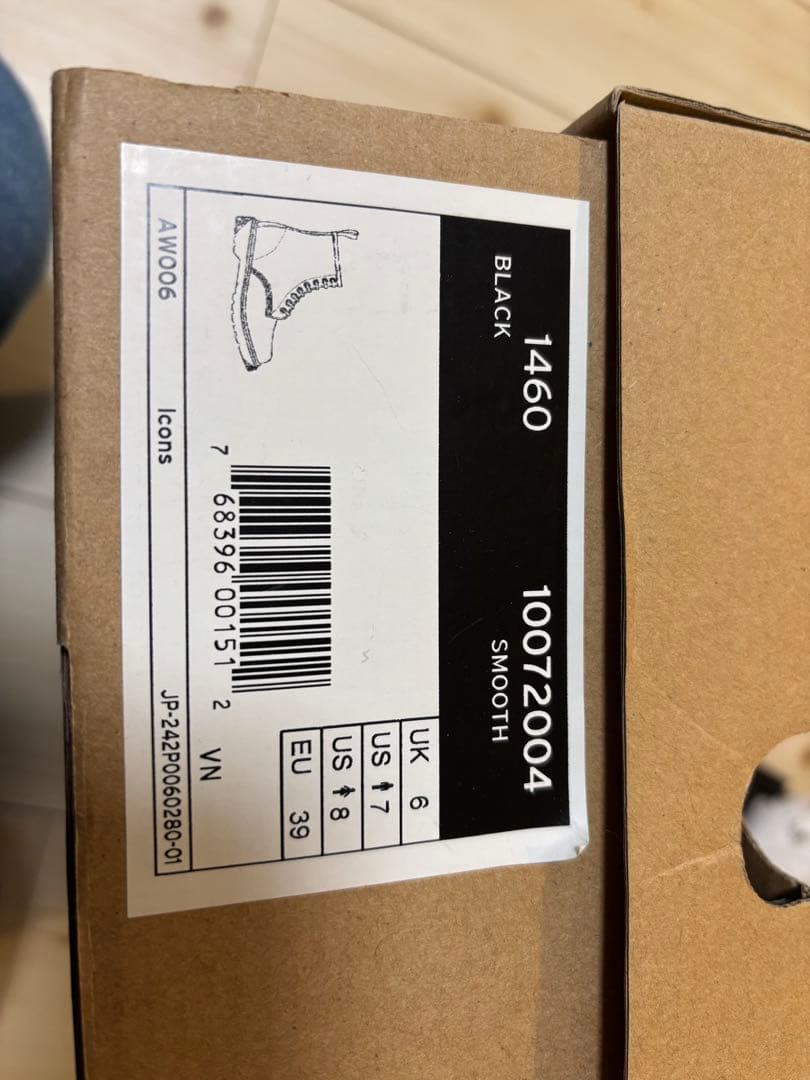 1460 10072004
BLACK SMOOTH
UK 6
US 7
US 8
EU 39
7 68396 00151 2
VN
AW006 Icons JP-242P0060280-01